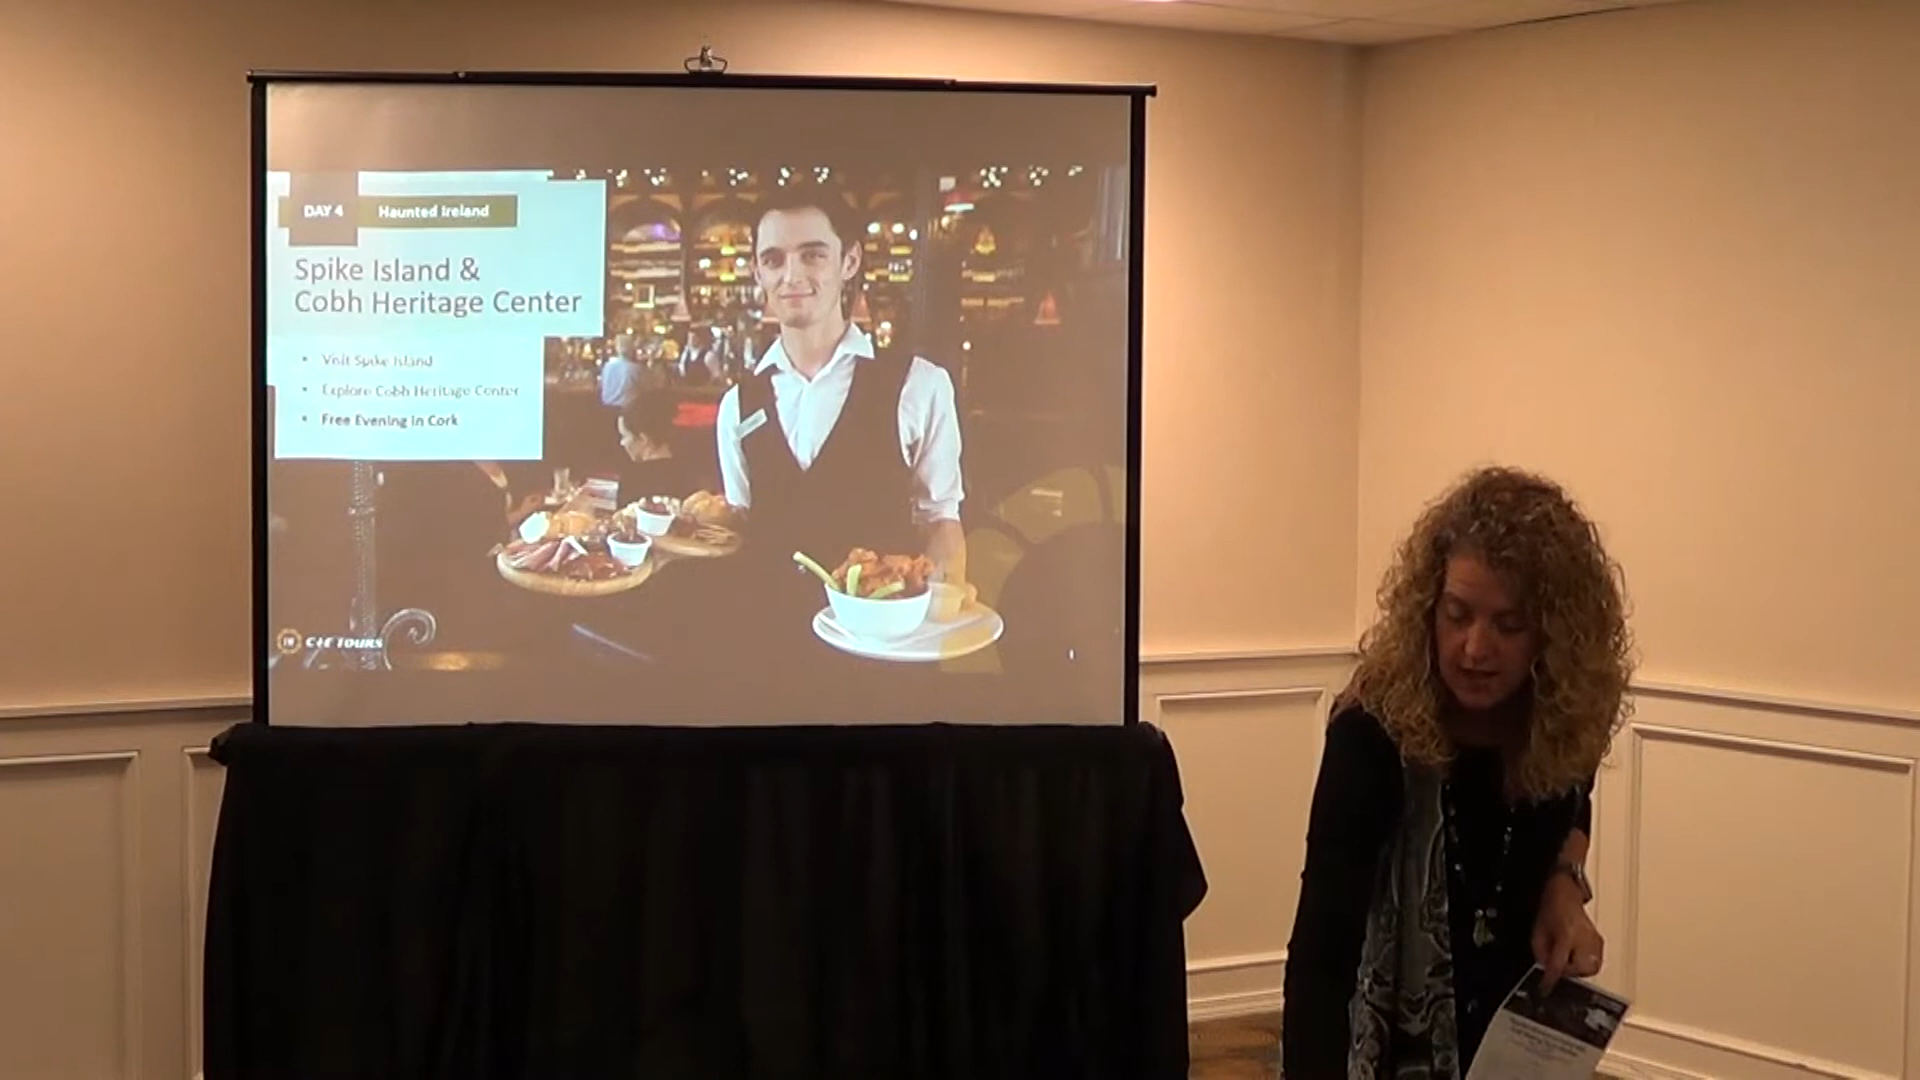 DAY 4 Haunted Ireland
Spike Island &
Cobh Heritage Center
• Visit Spike Island
• Explore Cobh Heritage Center
• Free Evening in Cork
CIE TOURS